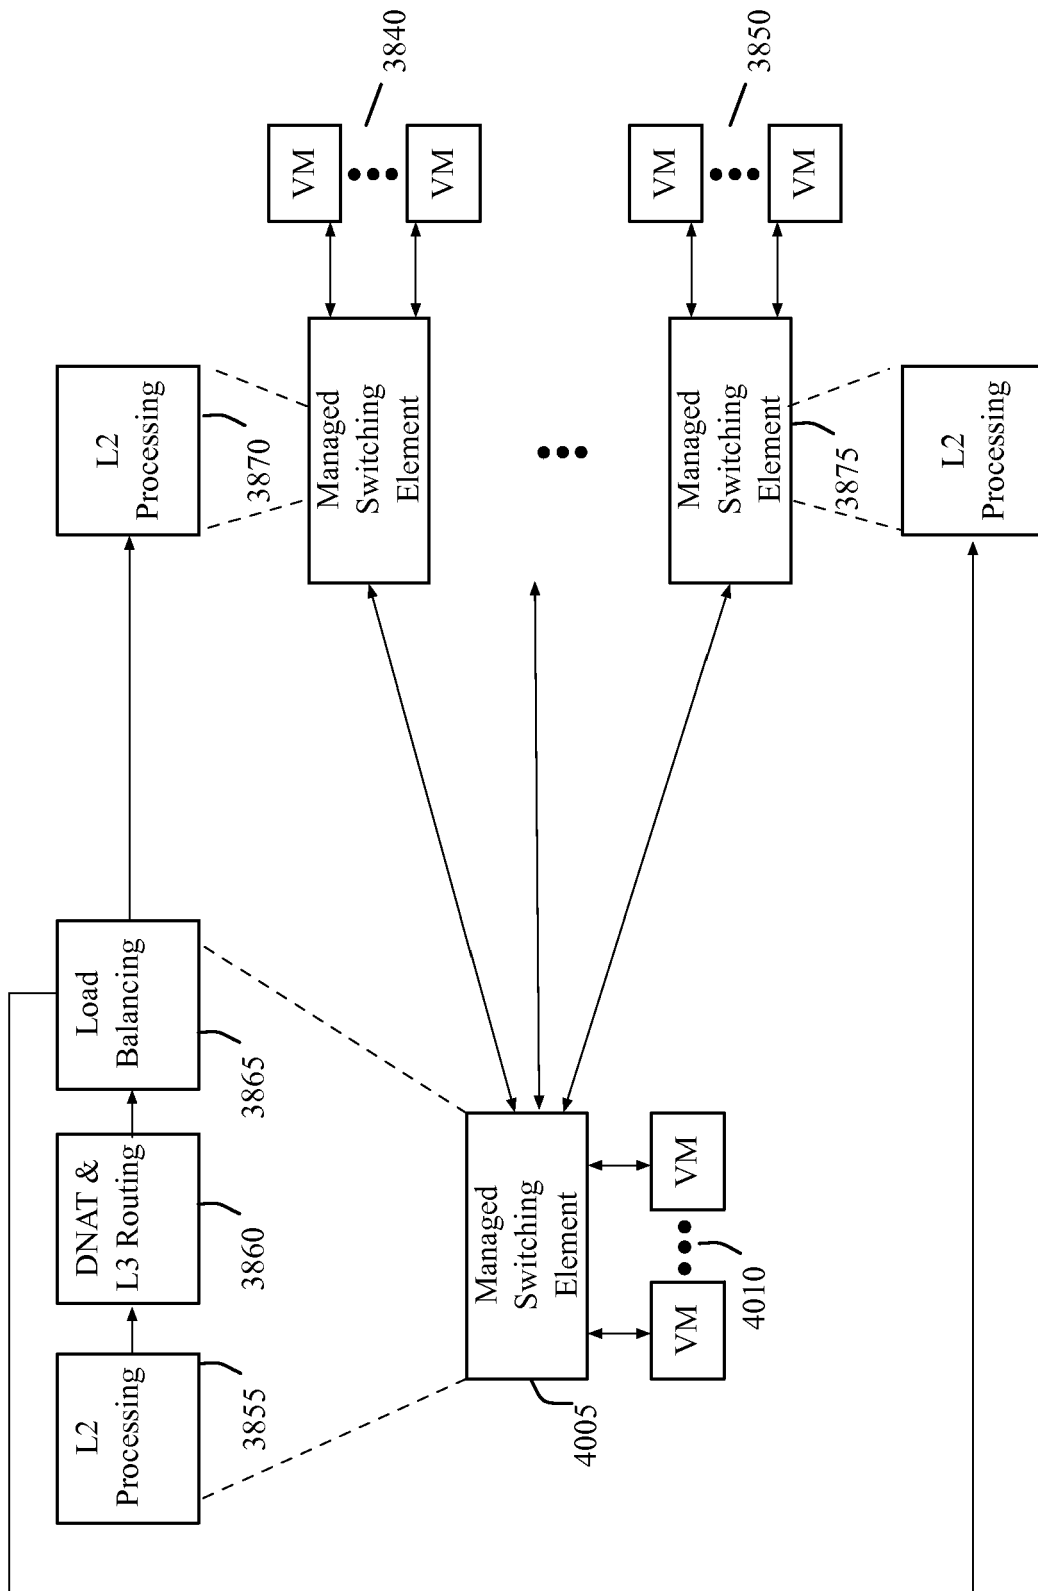 L2
Processing
3855
DNAT &
L3 Routing
3860
Load
Balancing
3865
L2
Processing
3870
Managed
Switching
Element
4005
VM
VM
4010
Managed
Switching
Element
VM
VM
3840
Managed
Switching
Element
3875
VM
VM
3850
L2
Processing